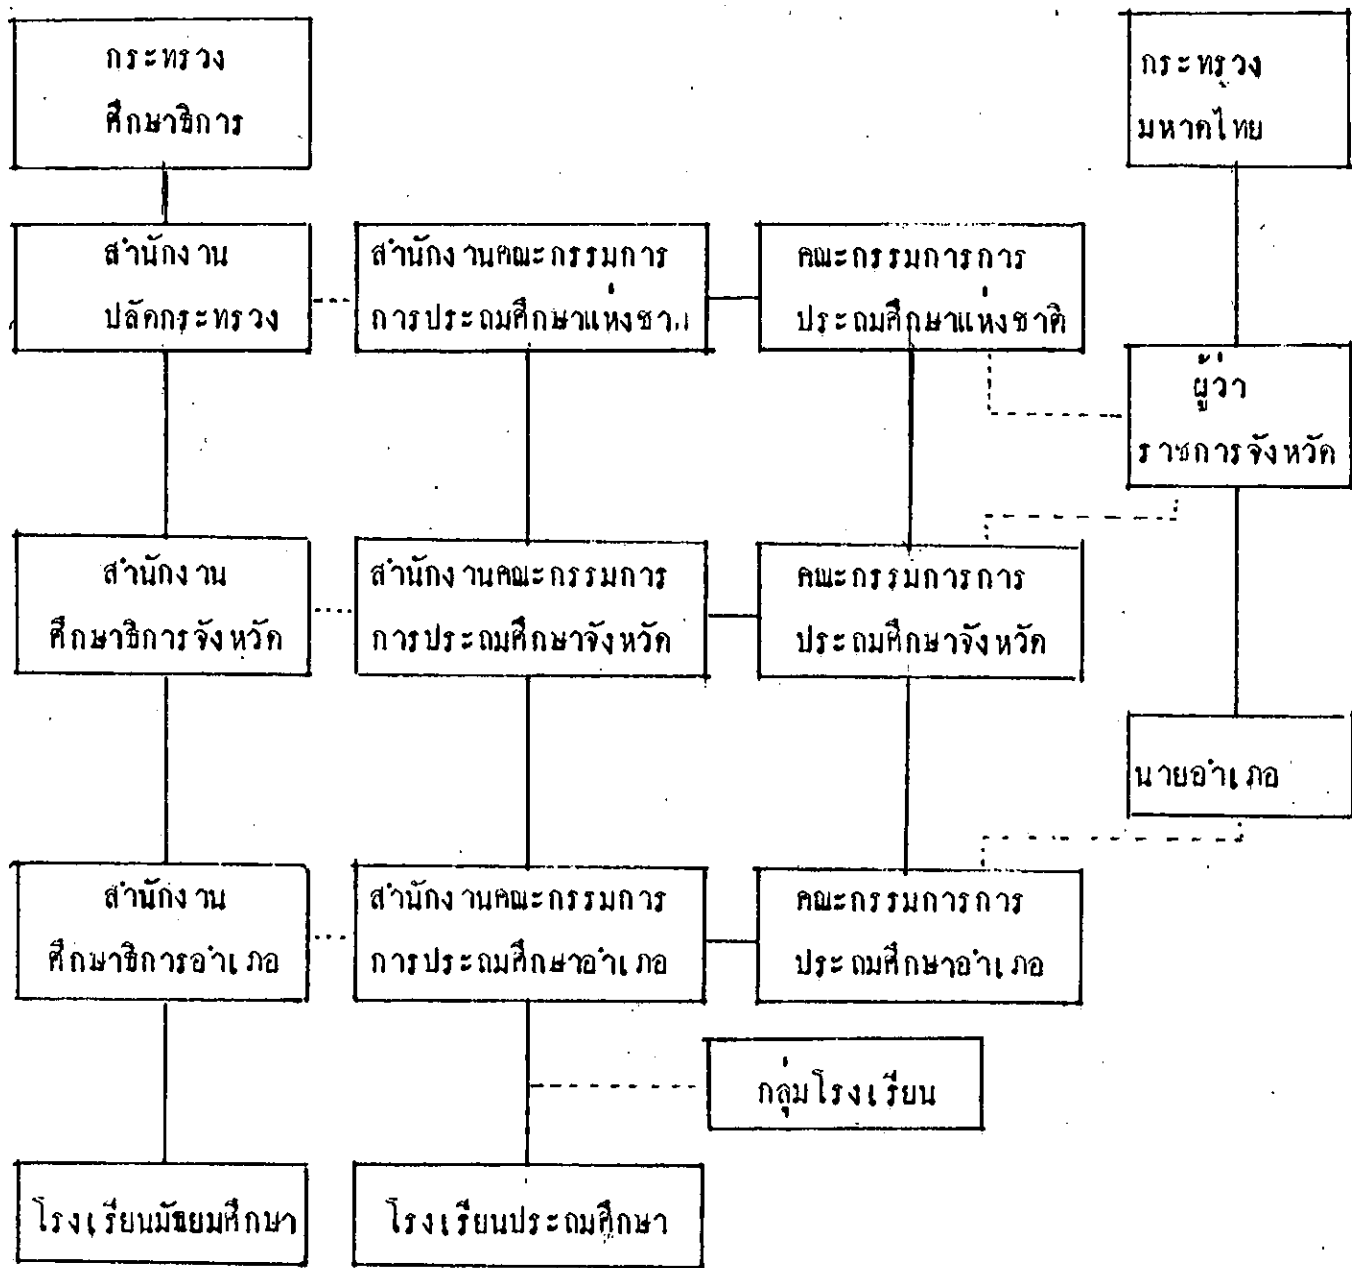 กระทรวง
ศึกษาธิการ
กระทรวง
มหาดไทย
สำนักงาน
ปลัดกระทรวง
สำนักงานคณะกรรมการ
การประถมศึกษาแห่งชาติ
คณะกรรมการการ
ประถมศึกษาแห่งชาติ
ผู้ว่า
ราชการจังหวัด
สำนักงาน
ศึกษาธิการจังหวัด
สำนักงานคณะกรรมการ
การประถมศึกษาจังหวัด
คณะกรรมการการ
ประถมศึกษาจังหวัด
นายอำเภอ
สำนักงาน
ศึกษาธิการอำเภอ
สำนักงานคณะกรรมการ
การประถมศึกษาอำเภอ
คณะกรรมการการ
ประถมศึกษาอำเภอ
กลุ่มโรงเรียน
โรงเรียนมัธยมศึกษา
โรงเรียนประถมศึกษา